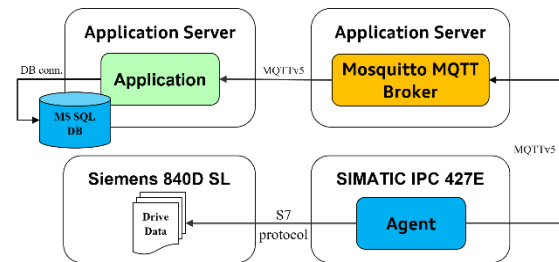 Application Server
Application Server
DB conn.
Application
MQTTv5
Mosquitto MQTT
Broker
MS SQL
DB
MQTTv5
Siemens 840D SL
SIMATIC IPC 427E
Drive
Data
S7
protocol
Agent